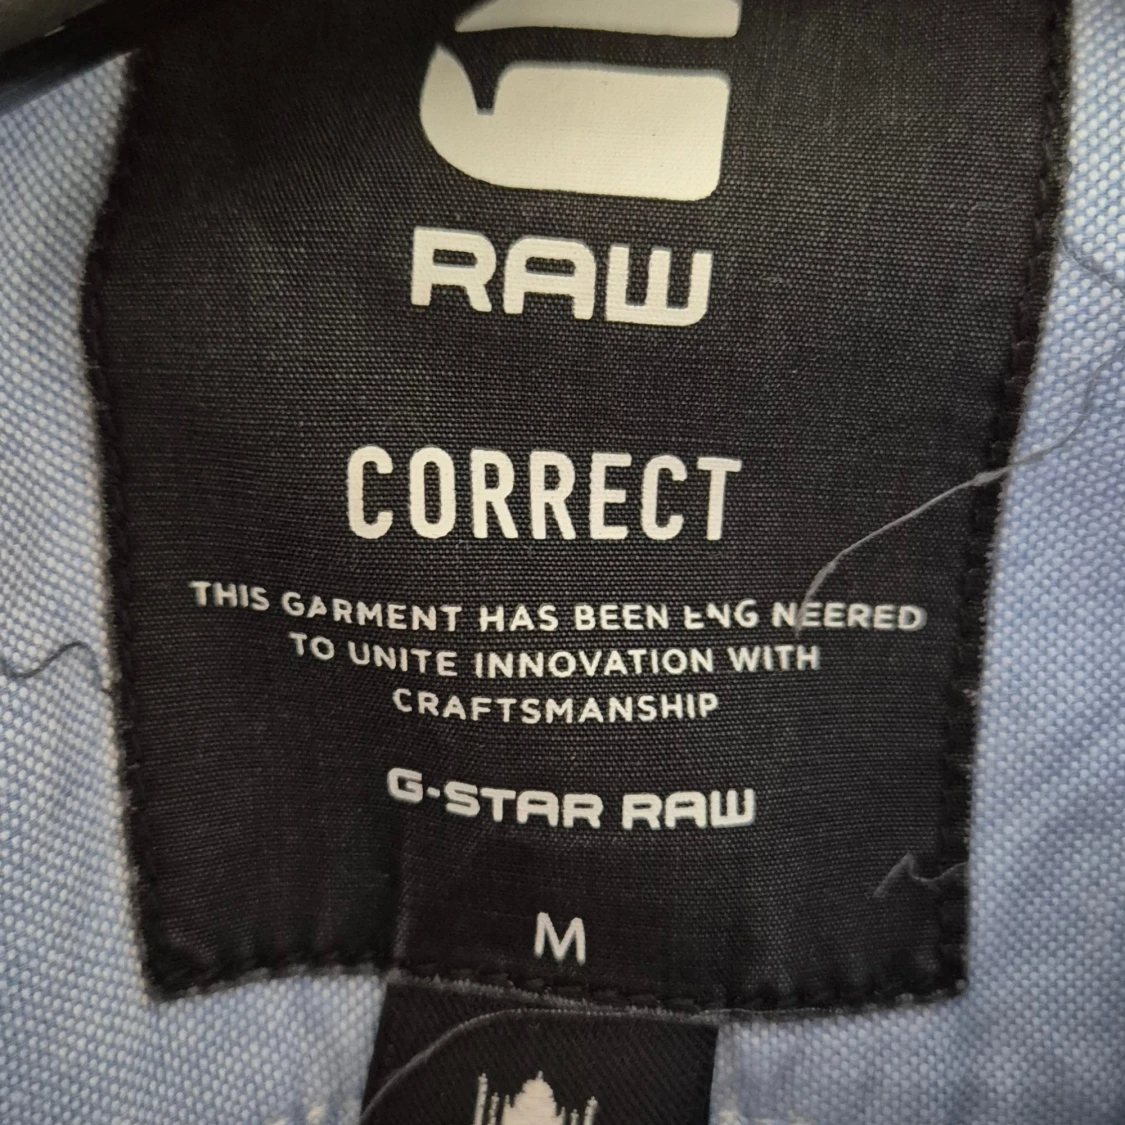 RAW
CORRECT
THIS GARMENT HAS BEEN ENG NEERED
TO UNITE INNOVATION WITH
CRAFTSMANSHIP
G-STAR RAW
M